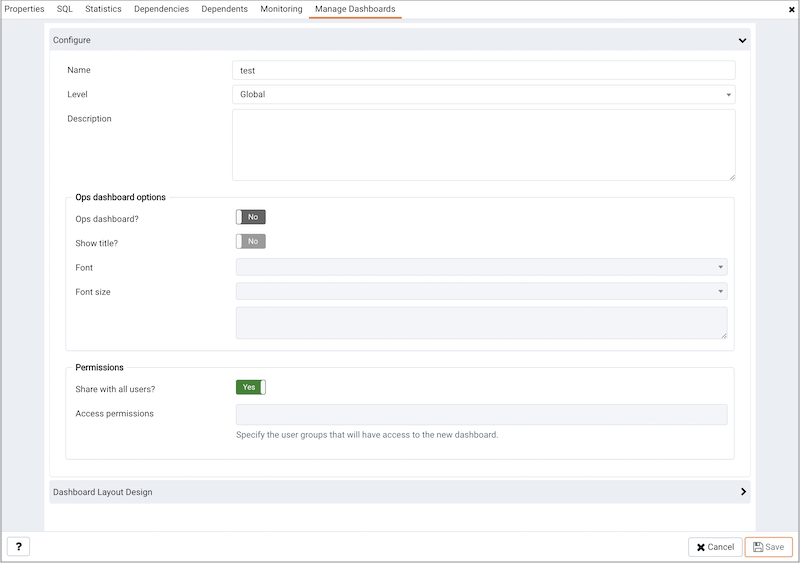 Properties SQL Statistics Dependencies Dependents Monitoring Manage Dashboards
Configure
Name test
Level Global
Description
Ops dashboard options
Ops dashboard? No
Show title? No
Font
Font size
Permissions
Share with all users? Yes
Access permissions
Specify the user groups that will have access to the new dashboard.
Dashboard Layout Design
? Cancel Save